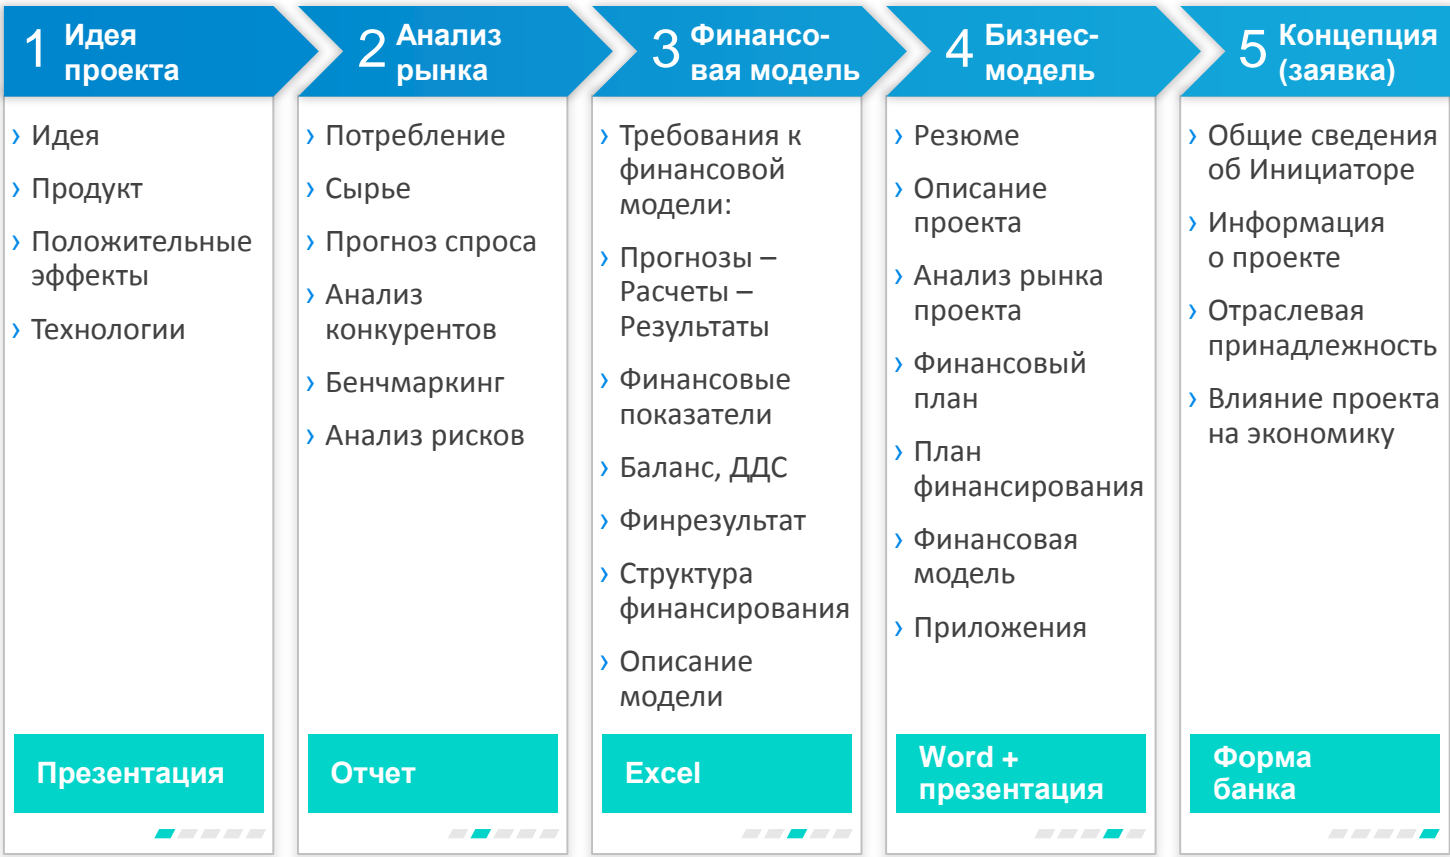 1 Идея
проекта
› Идея
› Продукт
› Положительные
эффекты
› Технологии
Презентация
2 Анализ
рынка
› Потребление
› Сырье
› Прогноз спроса
› Анализ
конкурентов
› Бенчмаркинг
› Анализ рисков
Отчет
3 Финансо-
вая модель
› Требования к
финансовой
модели:
› Прогнозы –
Расчеты –
Результаты
› Финансовые
показатели
› Баланс, ДДС
› Финрезультат
› Структура
финансирования
› Описание
модели
Excel
4 Бизнес-
модель
› Резюме
› Описание
проекта
› Анализ рынка
проекта
› Финансовый
план
› План
финансирования
› Финансовая
модель
› Приложения
Word +
презентация
5 Концепция
(заявка)
› Общие сведения
об Инициаторе
› Информация
о проекте
› Отраслевая
принадлежность
› Влияние проекта
на экономику
Форма
банка